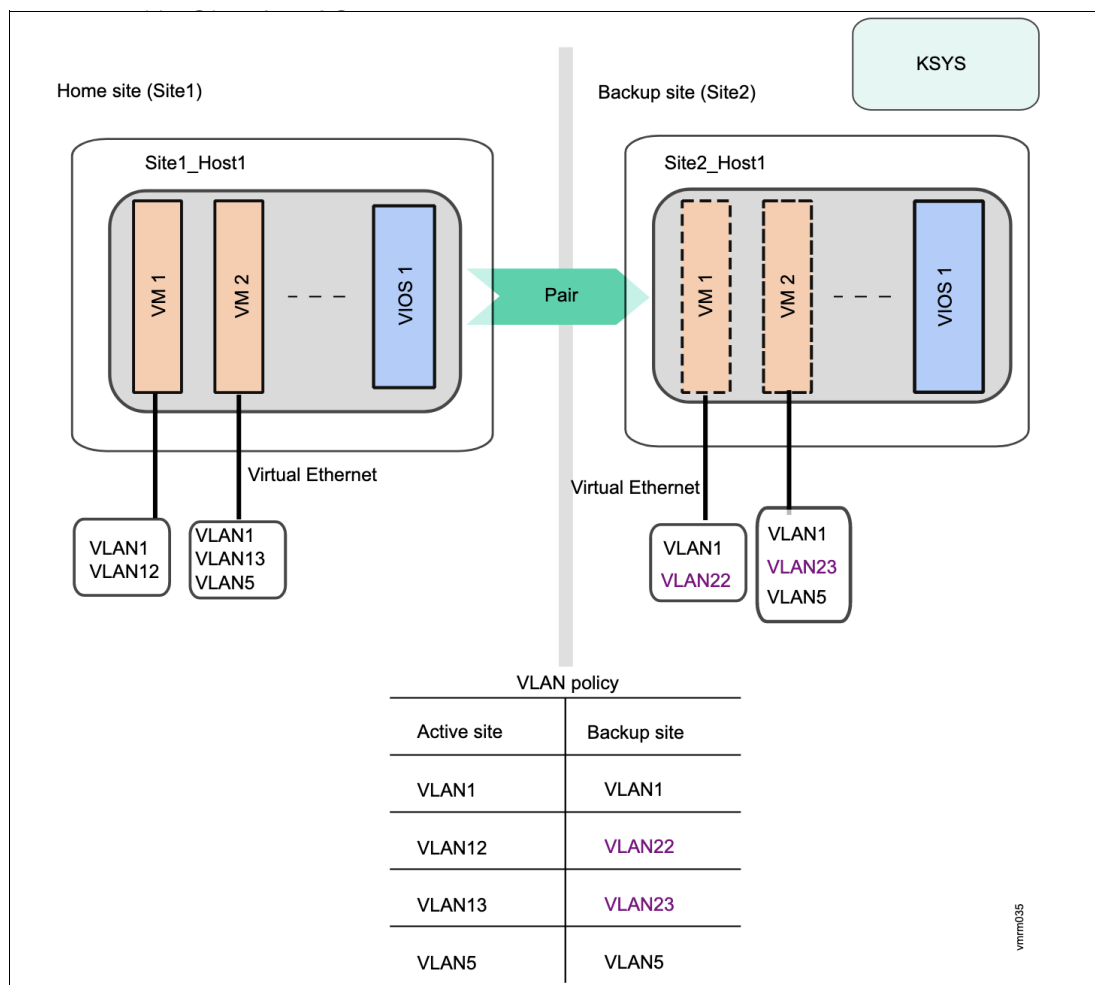 KSYS
Home site (Site1)
Backup site (Site2)
Site1_Host1
VM 1
VM 2
VIOS 1
Pair
Site2_Host1
VM 1
VM 2
VIOS 1
Virtual Ethernet
Virtual Ethernet
VLAN1
VLAN12
VLAN1
VLAN13
VLAN5
VLAN1
VLAN22
VLAN1
VLAN23
VLAN5
VLAN policy
Active site
Backup site
VLAN1
VLAN1
VLAN12
VLAN22
VLAN13
VLAN23
VLAN5
VLAN5
vmrm035